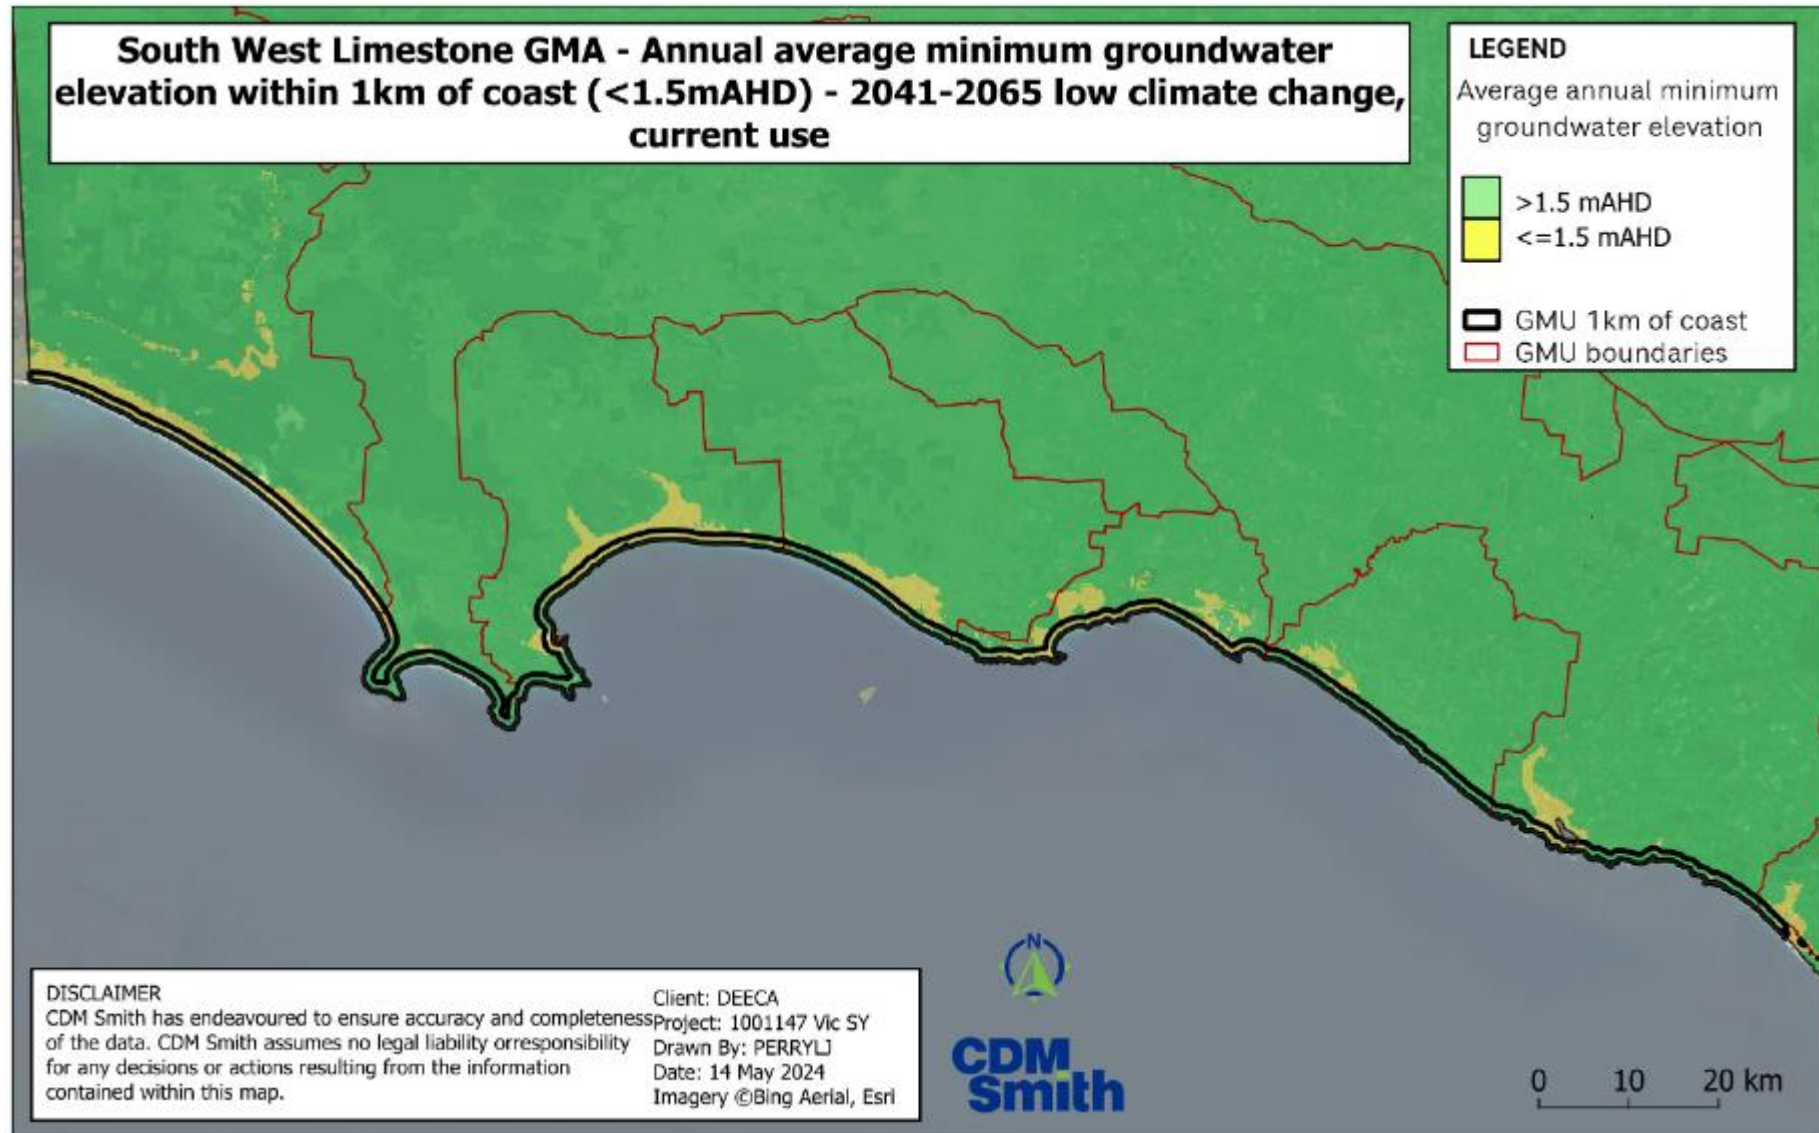 South West Limestone GMA - Annual average minimum groundwater
elevation within 1km of coast (<1.5mAHD) - 2041-2065 low climate change,
current use
LEGEND
Average annual minimum
groundwater elevation
>1.5 mAHD
<=1.5 mAHD
GMU 1km of coast
GMU boundaries
DISCLAIMER
CDM Smith has endeavoured to ensure accuracy and completeness
of the data. CDM Smith assumes no legal liability orresponsibility
for any decisions or actions resulting from the information
contained within this map.
Client: DEECA
Project: 1001147 Vic SY
Drawn By: PERRYLJ
Date: 14 May 2024
Imagery ©Bing Aerial, Esri
N
CDM
Smith
0 10 20 km